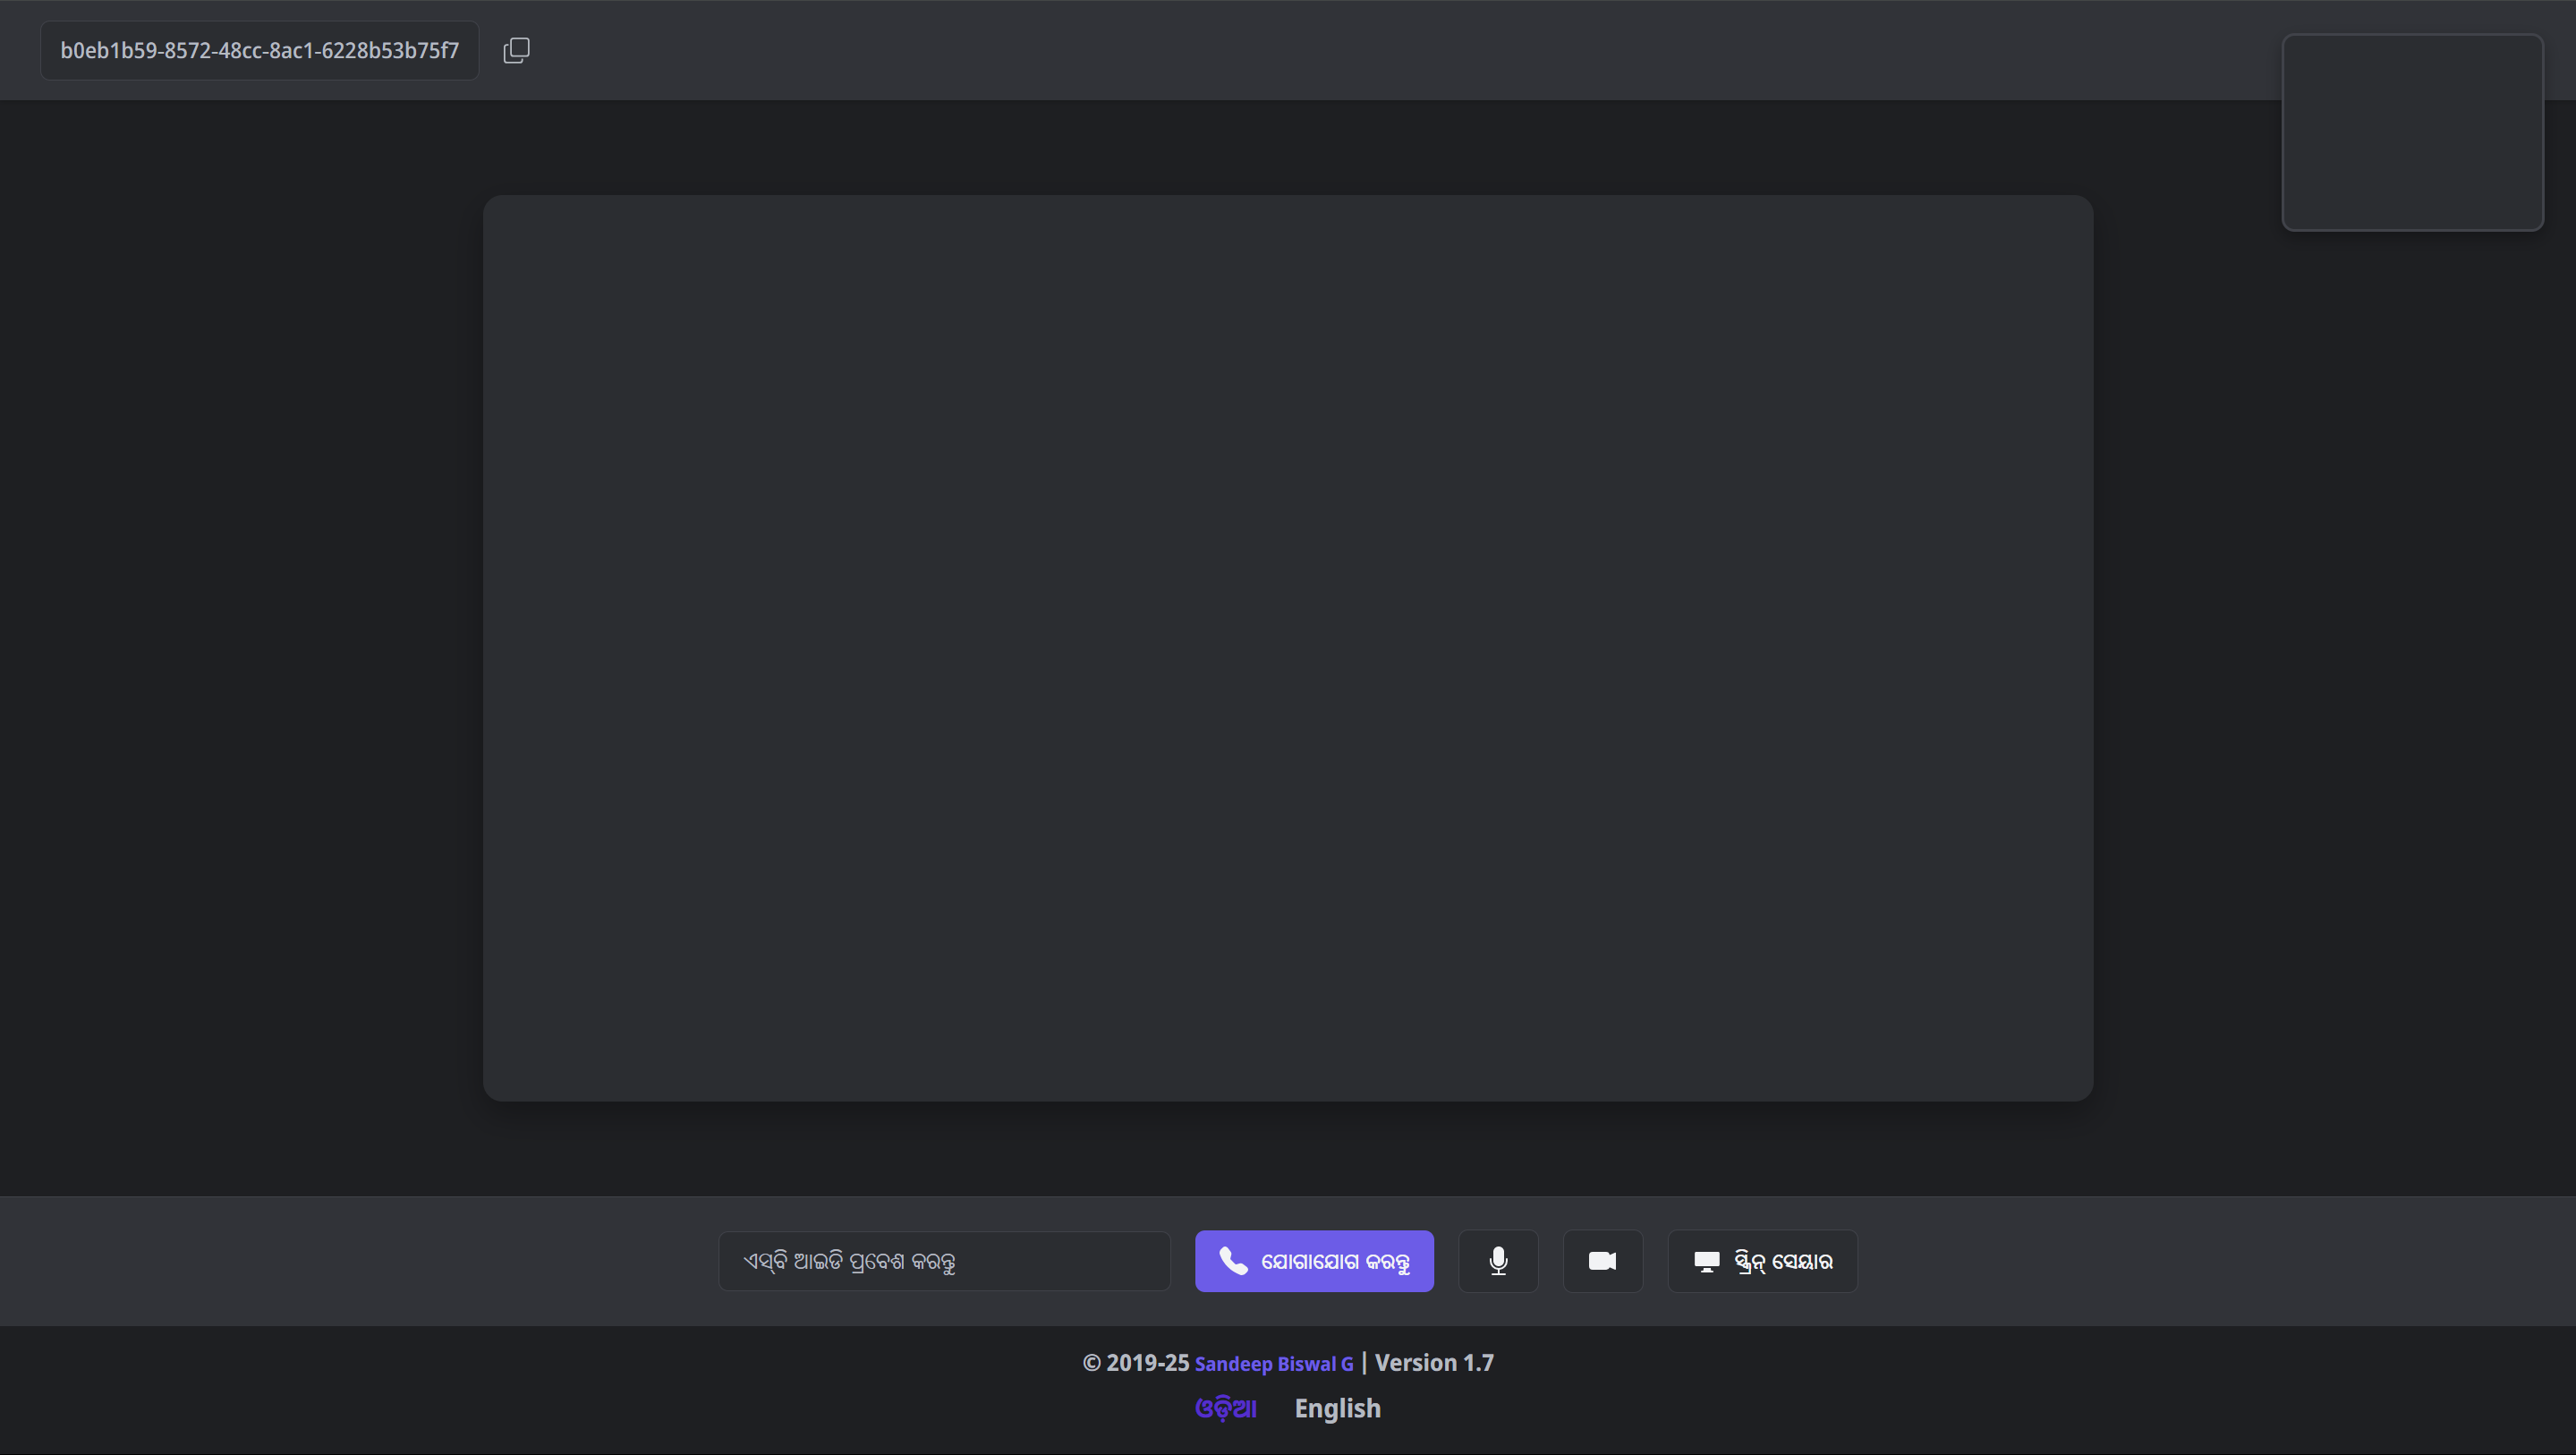 b0eb1b59-8572-48cc-8ac1-6228b53b75f7
ଏସ୍‌ବି ଆଇଡି ପ୍ରବେଶ କରନ୍ତୁ
ଯୋଗାଯୋଗ କରନ୍ତୁ
ସ୍କ୍ରିନ୍ ସେୟାର
© 2019-25 Sandeep Biswal G | Version 1.7
ଓଡ଼ିଆ English